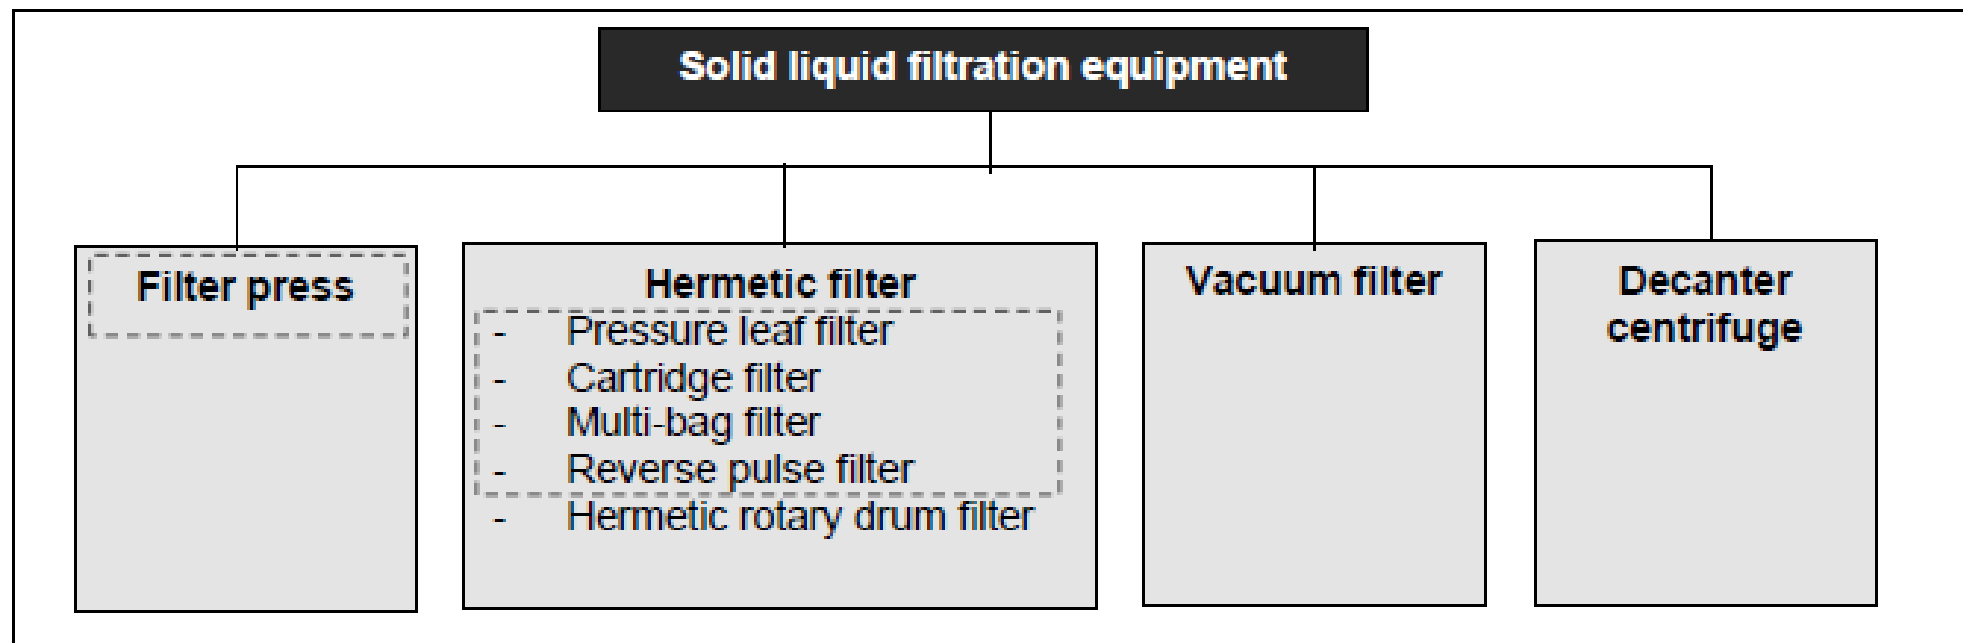 Solid liquid filtration equipment
Filter press
Hermetic filter
- Pressure leaf filter
- Cartridge filter
- Multi-bag filter
- Reverse pulse filter
- Hermetic rotary drum filter
Vacuum filter
Decanter
centrifuge